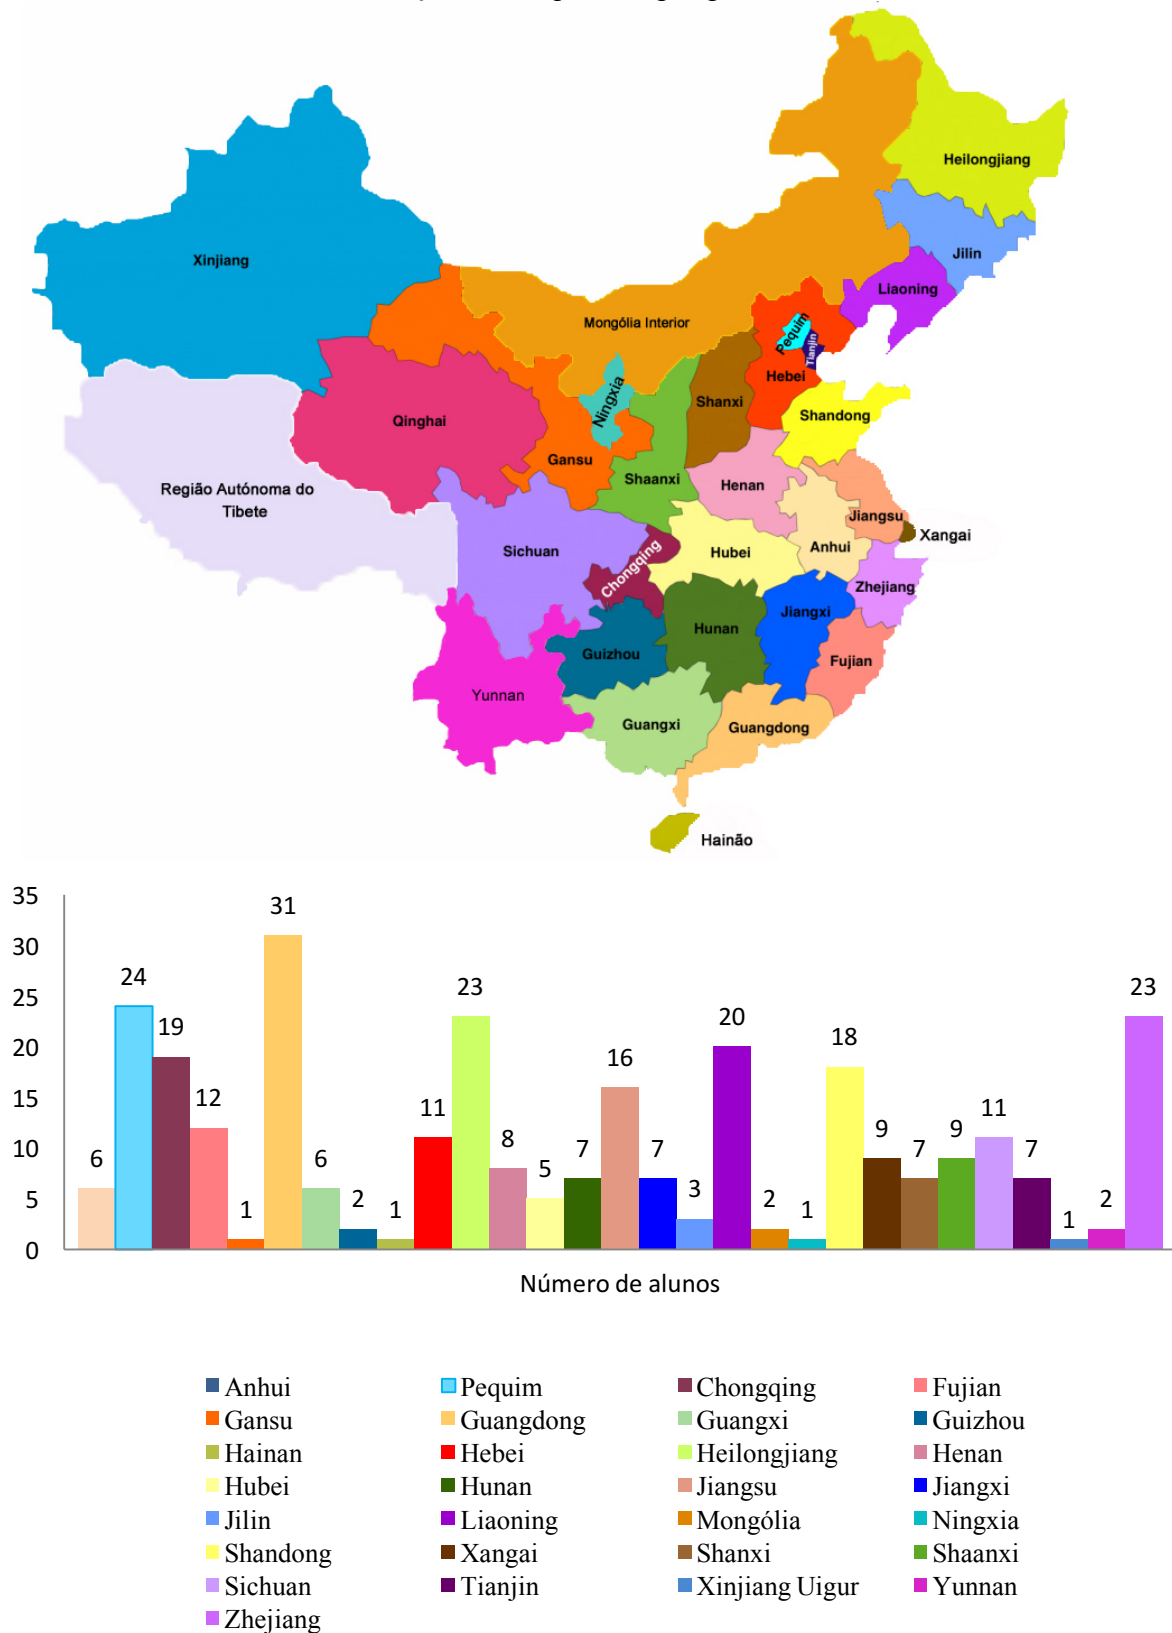 Heilongjiang
Xinjiang
Jilin
Liaoning
Mongólia Interior
Pequim
Tianjin
Hebei
Ningxia
Shanxi
Shandong
Qinghai
Gansu
Shaanxi
Henan
Região Autónoma do
Tibete
Jiangsu
Xangai
Sichuan
Chongqing
Hubei
Anhui
Zhejiang
Jiangxi
Hunan
Guizhou
Fujian
Yunnan
Guangxi
Guangdong
Hainão
35
30
25
20
15
10
5
0
6
24
19
12
1
31
6
2
1
11
23
8
5
7
16
7
3
20
2
1
18
9
7
9
11
7
1
2
23
Número de alunos
Anhui Pequim Chongqing Fujian
Gansu Guangdong Guangxi Guizhou
Hainan Hebei Heilongjiang Henan
Hubei Hunan Jiangsu Jiangxi
Jilin Liaoning Mongólia Ningxia
Shandong Xangai Shanxi Shaanxi
Sichuan Tianjin Xinjiang Uigur Yunnan
Zhejiang